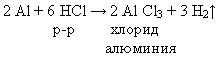 2 Al + 6 HCl → 2 Al Cl₃ + 3 H₂↑
р-р хлорид
алюминия